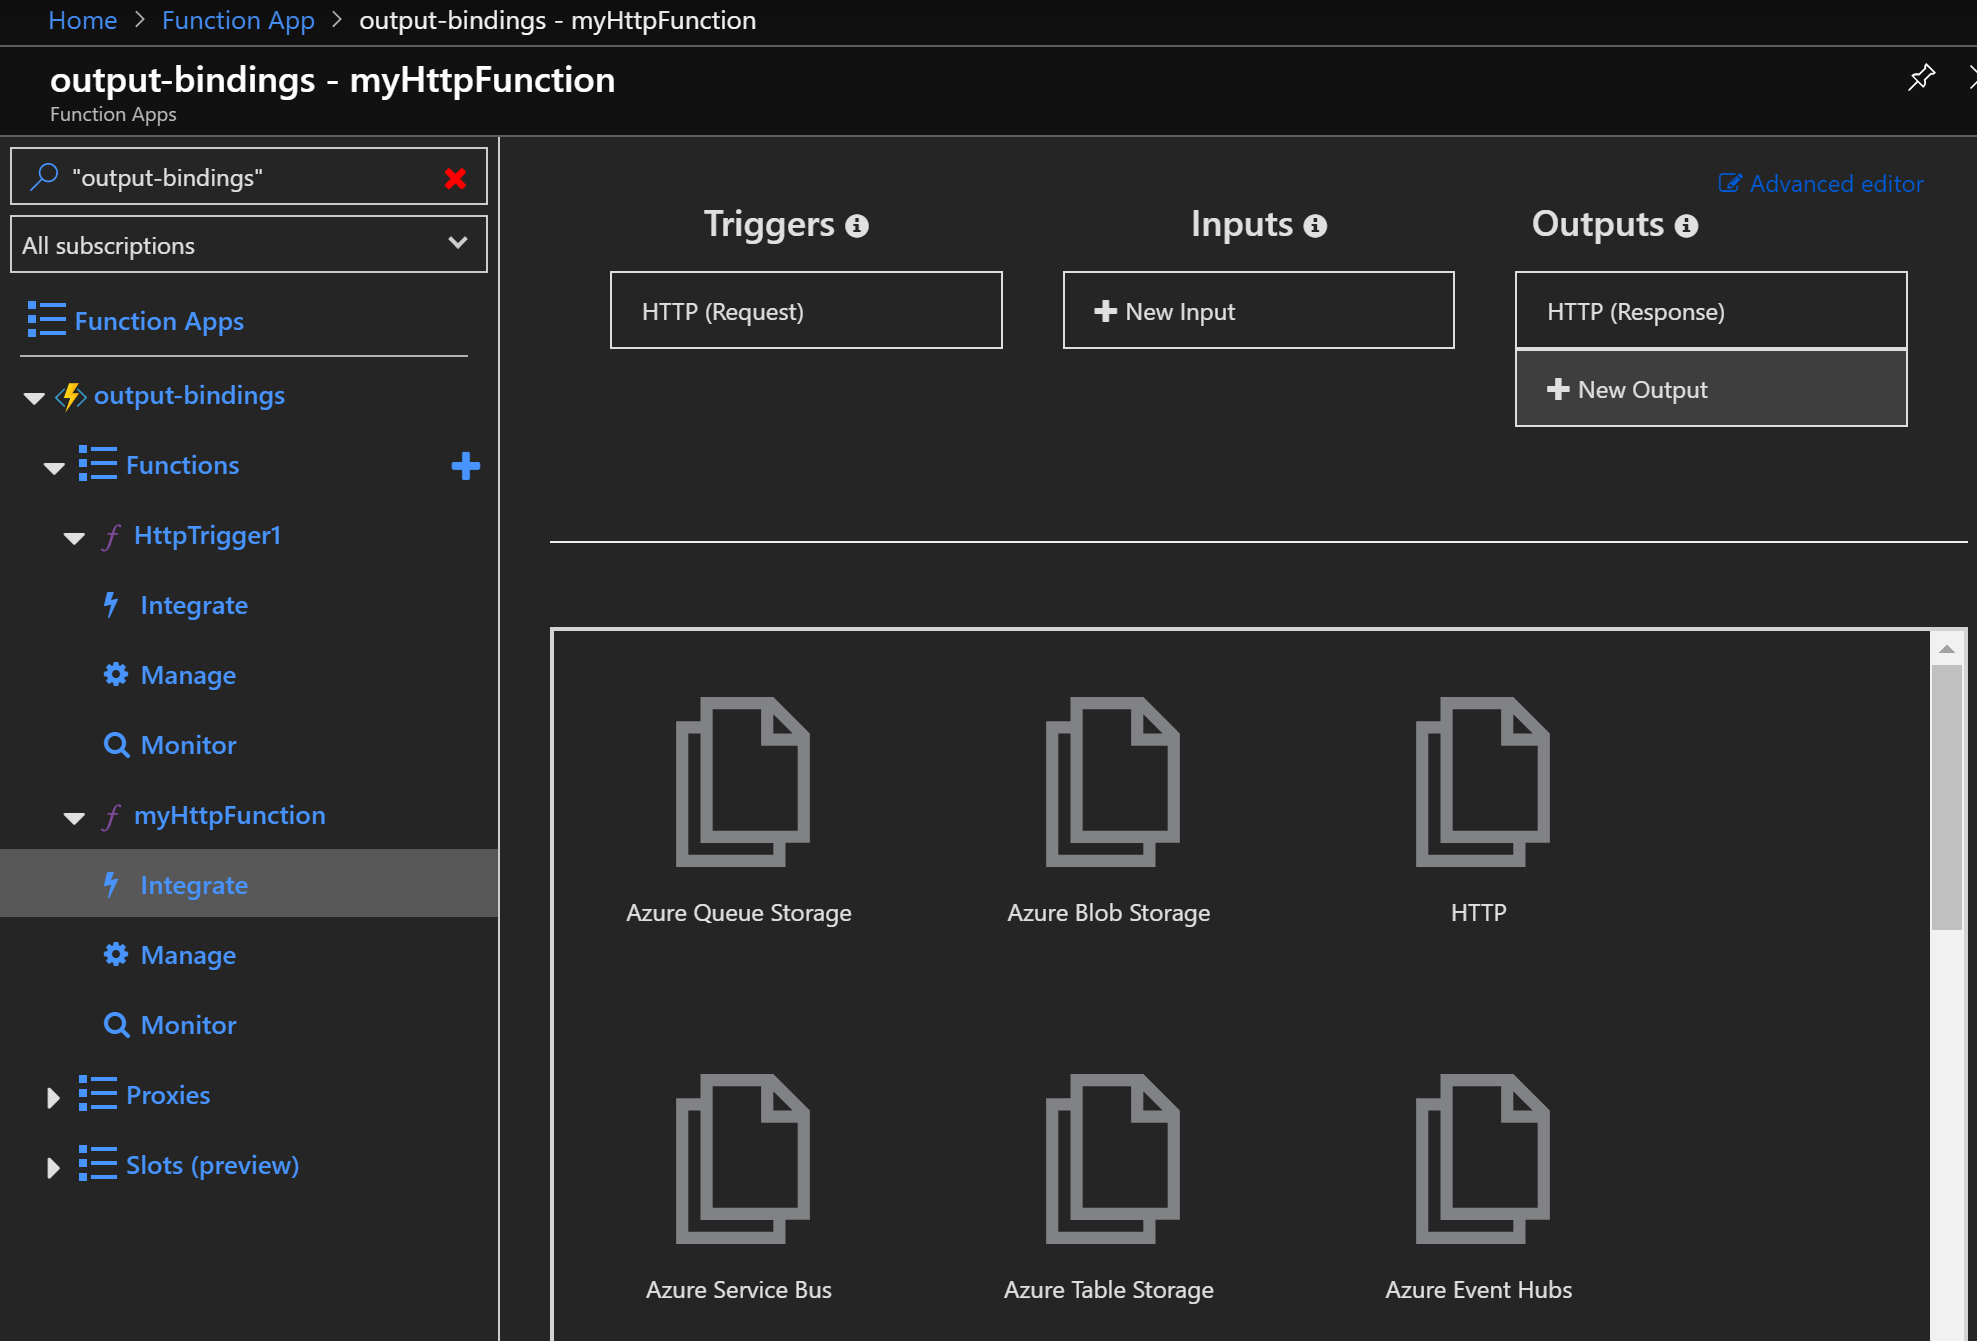 Home > Function App > output-bindings - myHttpFunction
output-bindings - myHttpFunction
Function Apps
"output-bindings"
All subscriptions
Function Apps
output-bindings
Functions
HttpTrigger1
Integrate
Manage
Monitor
myHttpFunction
Integrate
Manage
Monitor
Proxies
Slots (preview)
Advanced editor
Triggers
HTTP (Request)
Inputs
New Input
Outputs
HTTP (Response)
New Output
Azure Queue Storage
Azure Blob Storage
HTTP
Azure Service Bus
Azure Table Storage
Azure Event Hubs